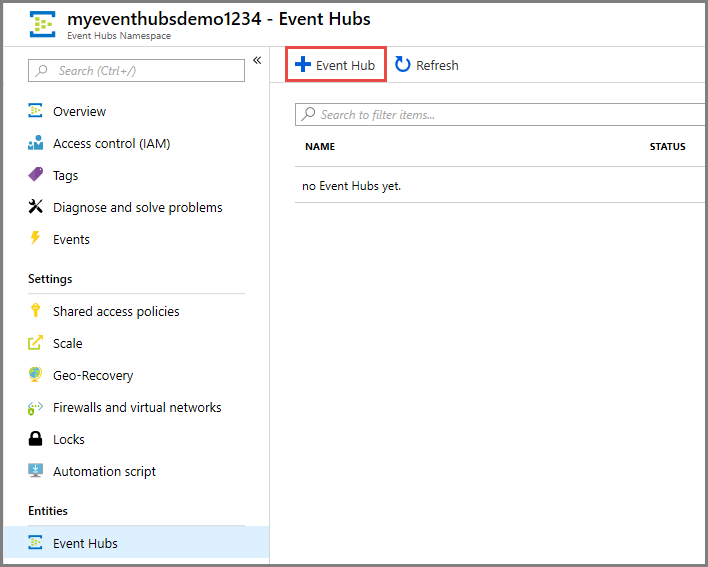 myeventhubsdemo1234 - Event Hubs
Event Hubs Namespace
Search (Ctrl+/)
«
Overview
Access control (IAM)
Tags
Diagnose and solve problems
Events
Settings
Shared access policies
Scale
Geo-Recovery
Firewalls and virtual networks
Locks
Automation script
Entities
Event Hubs
Event Hub Refresh
Search to filter items...
NAME STATUS
no Event Hubs yet.